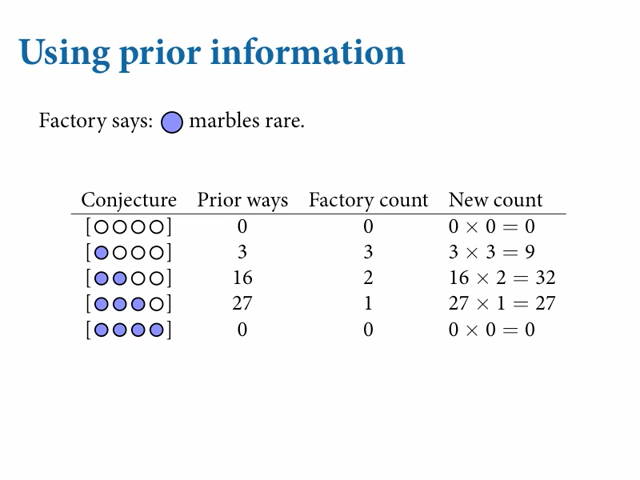 Using prior information
Factory says: marbles rare.
Conjecture Prior ways Factory count New count
[○○○○] 0 0 0 × 0 = 0
[●○○○] 3 3 3 × 3 = 9
[●●○○] 16 2 16 × 2 = 32
[●●●○] 27 1 27 × 1 = 27
[●●●●] 0 0 0 × 0 = 0